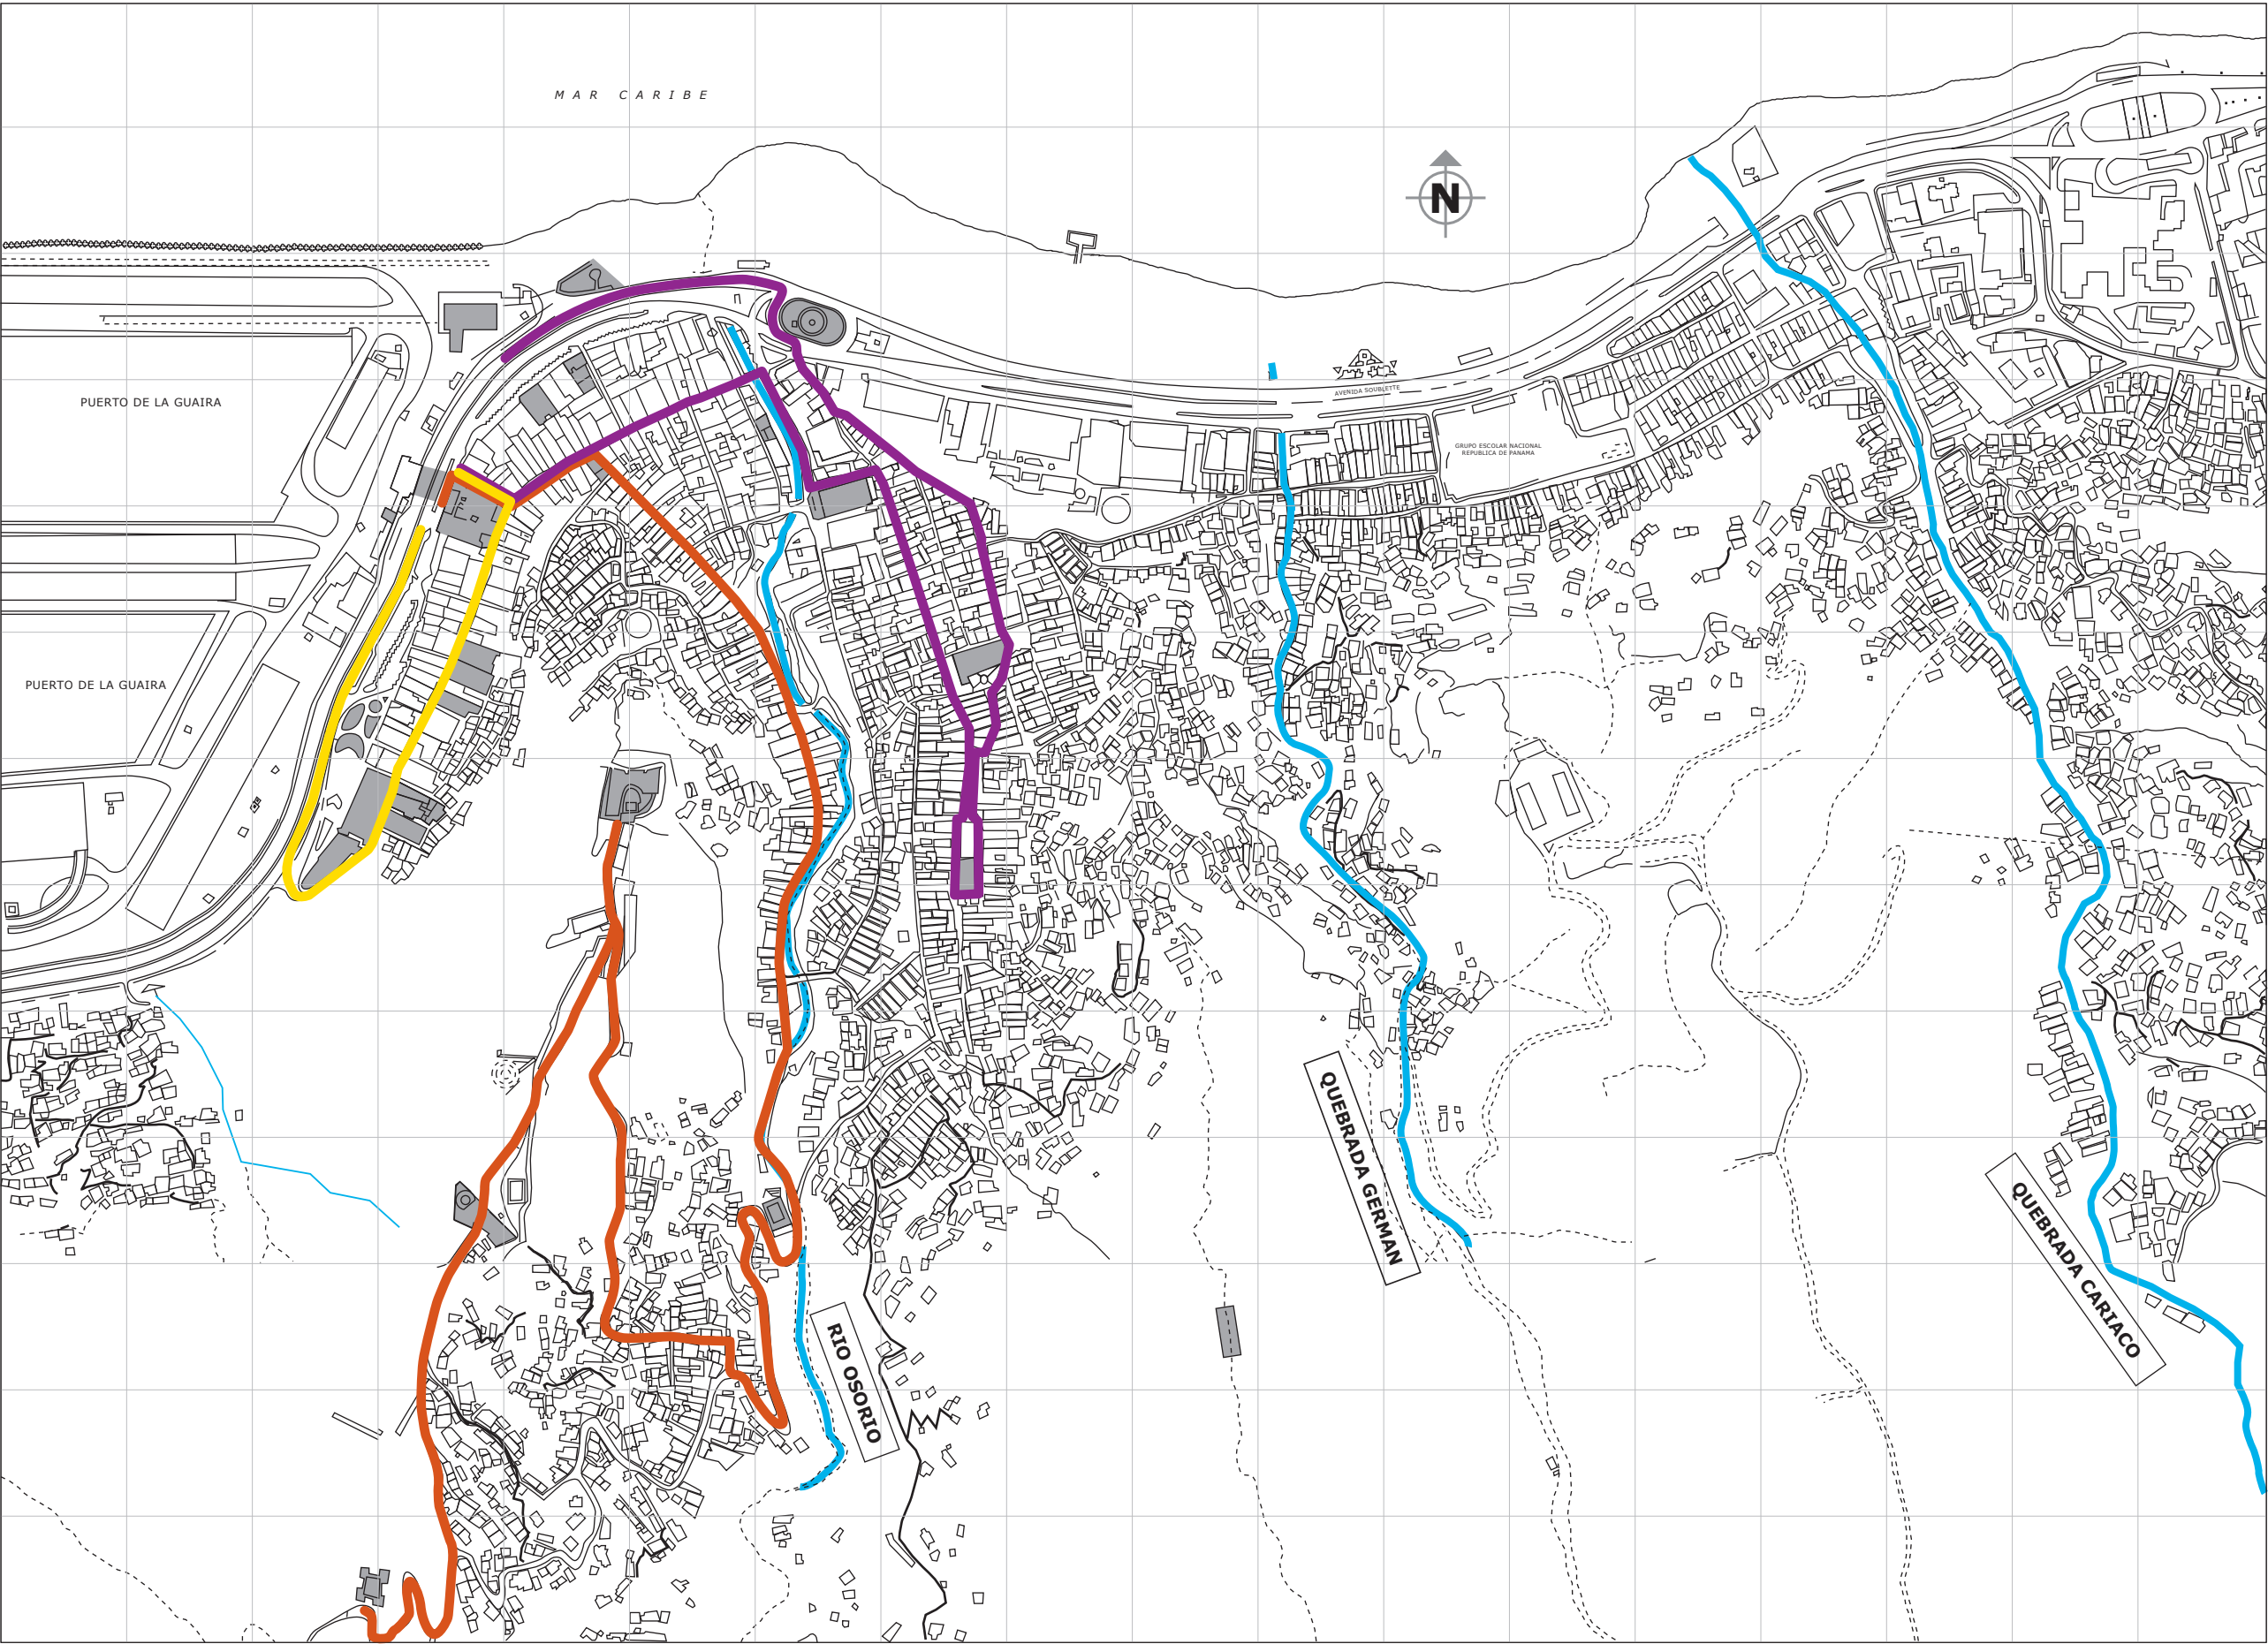 MAR CARIBE
N
PUERTO DE LA GUAIRA
AVENIDA SOUBLETTE
GRUPO ESCOLAR NACIONAL
REPUBLICA DE PANAMA
PUERTO DE LA GUAIRA
QUEBRADA GERMAN
QUEBRADA CARIACO
RIO OSORIO